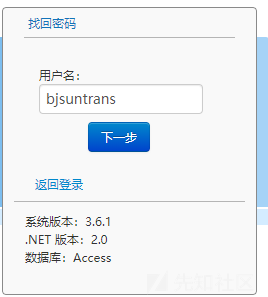 找回密码
用户名：
bjsuntrans
下一步
返回登录
系统版本：3.6.1
.NET 版本：2.0
数据库：Access
先知社区